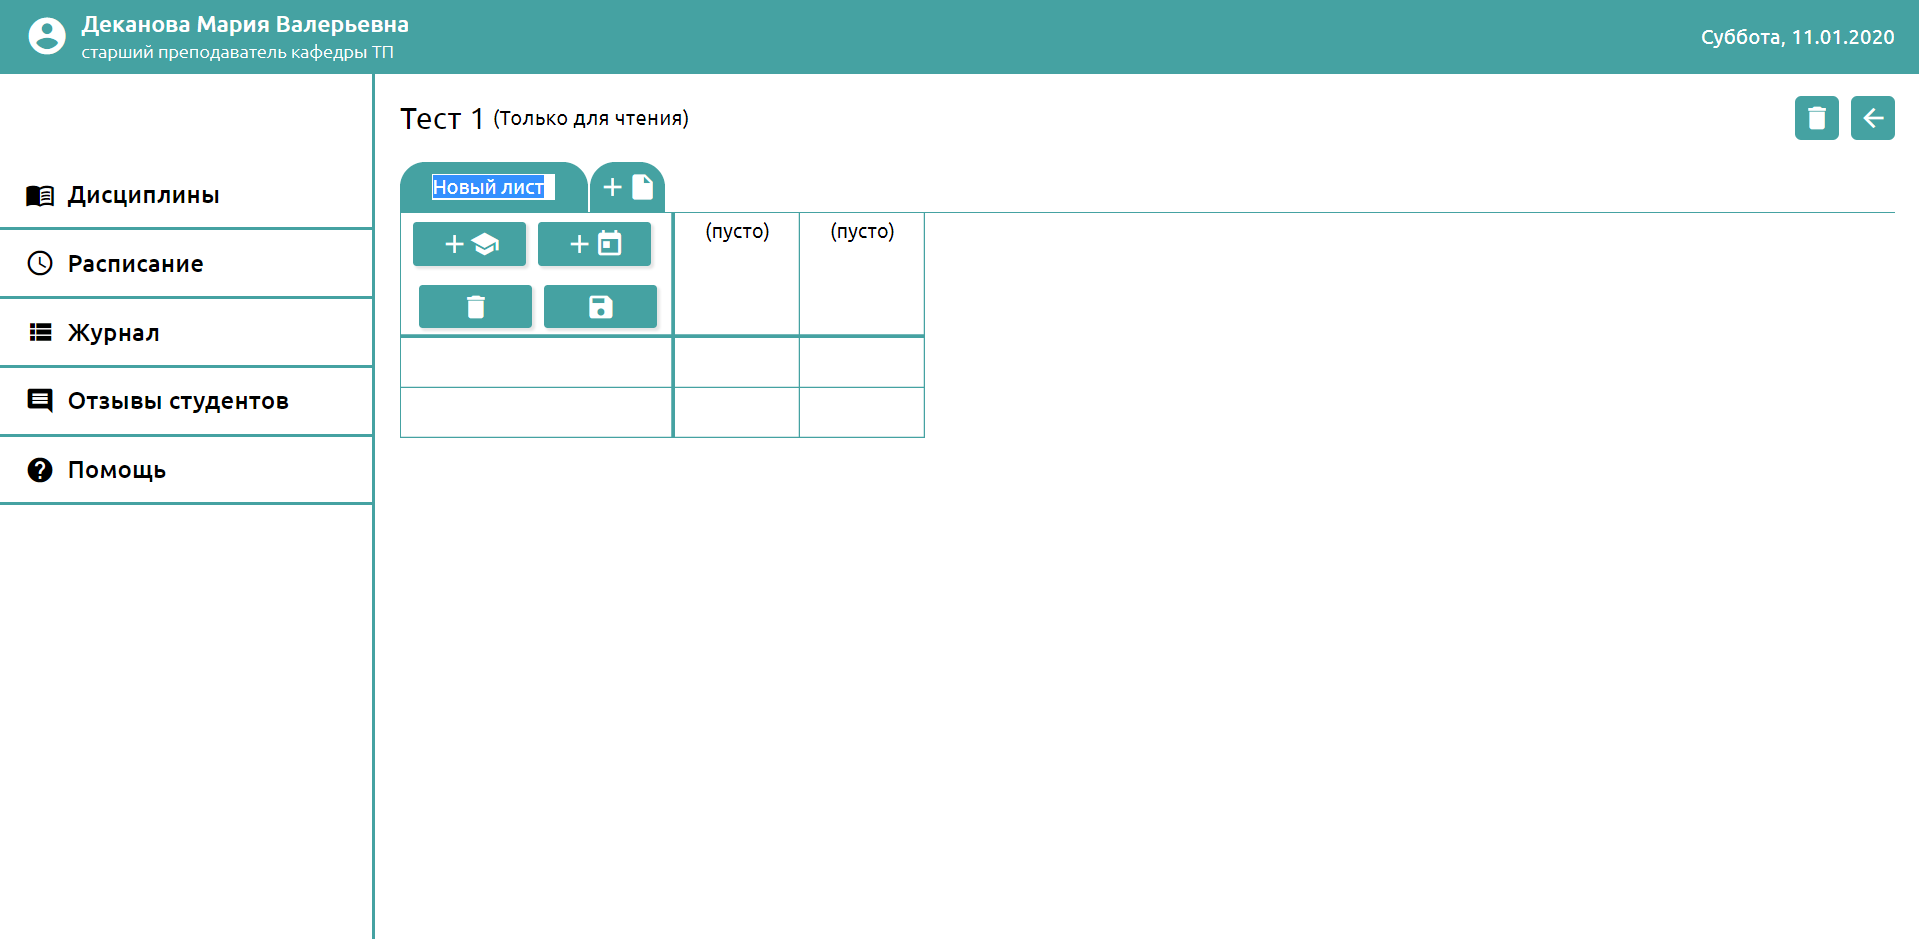 Деканова Мария Валерьевна
старший преподаватель кафедры ТП
Суббота, 11.01.2020
Дисциплины
Расписание
Журнал
Отзывы студентов
Помощь
Тест 1 (Только для чтения)
Новый лист
(пусто) (пусто)